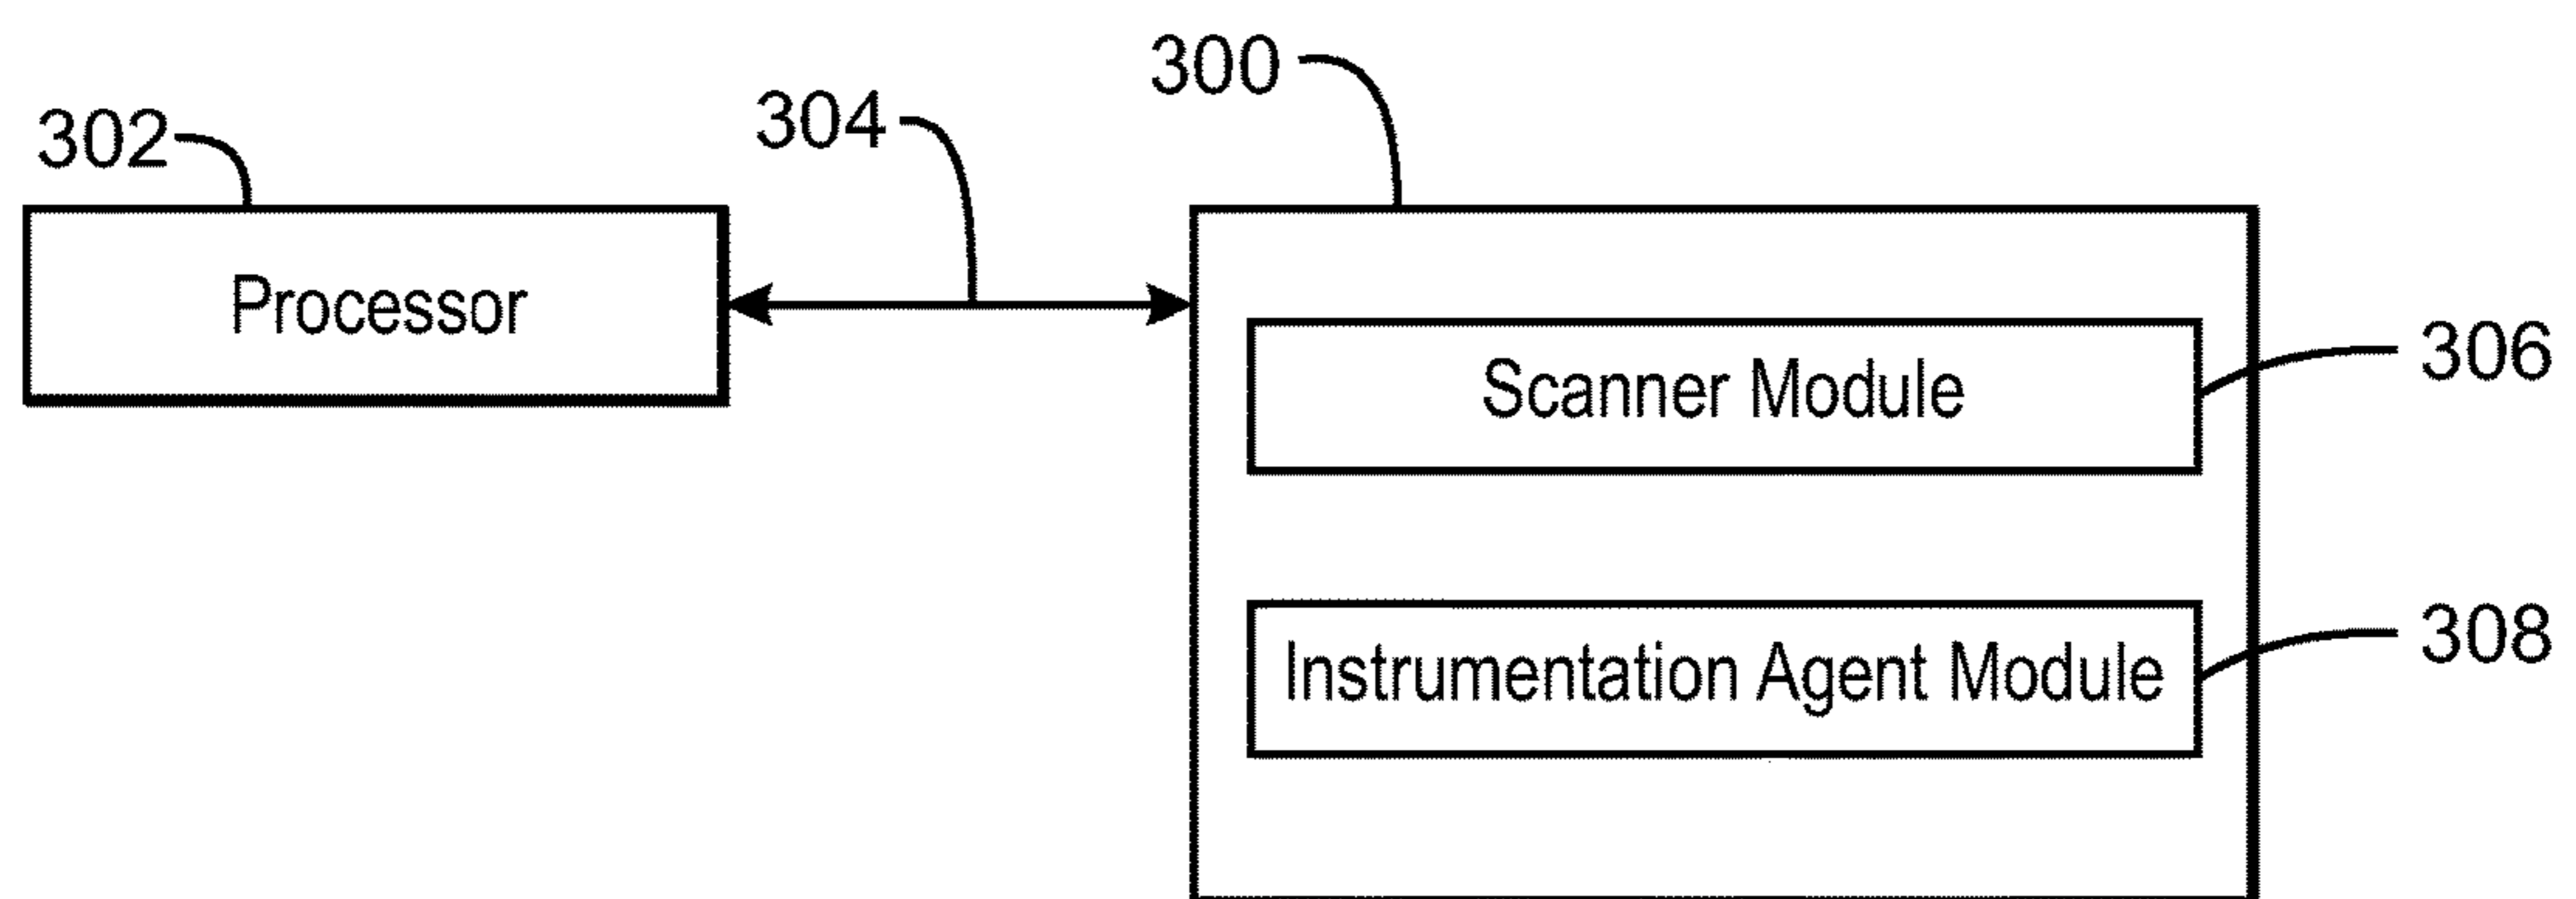 300
302
304
Processor
Scanner Module
306
Instrumentation Agent Module
308